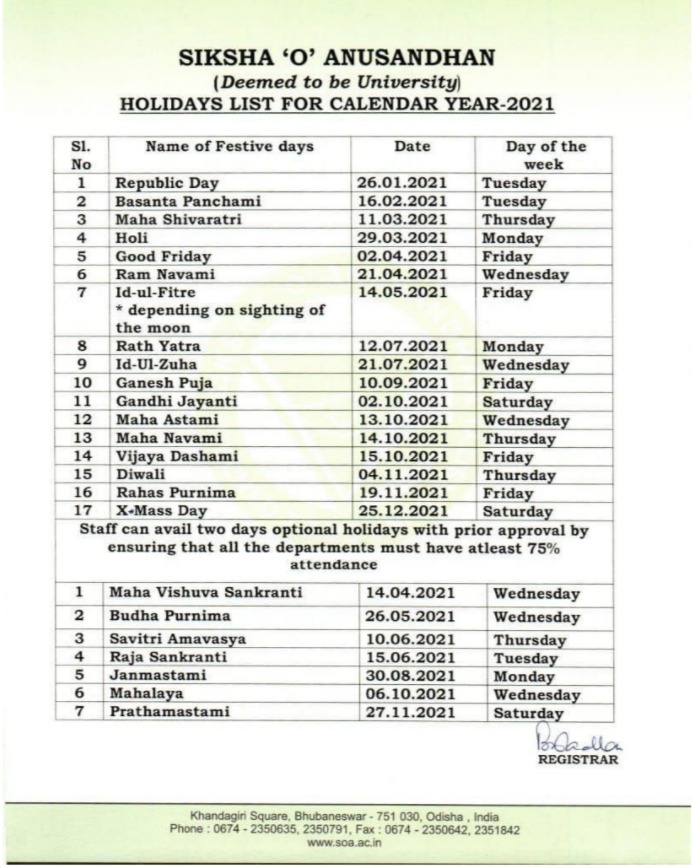 SIKSHA 'O' ANUSANDHAN
(Deemed to be University)
HOLIDAYS LIST FOR CALENDAR YEAR-2021
Sl. No Name of Festive days Date Day of the week
1 Republic Day 26.01.2021 Tuesday
2 Basanta Panchami 16.02.2021 Tuesday
3 Maha Shivaratri 11.03.2021 Thursday
4 Holi 29.03.2021 Monday
5 Good Friday 02.04.2021 Friday
6 Ram Navami 21.04.2021 Wednesday
7 Id-ul-Fitre 14.05.2021 Friday
* depending on sighting of
the moon
8 Rath Yatra 12.07.2021 Monday
9 Id-Ul-Zuha 21.07.2021 Wednesday
10 Ganesh Puja 10.09.2021 Friday
11 Gandhi Jayanti 02.10.2021 Saturday
12 Maha Astami 13.10.2021 Wednesday
13 Maha Navami 14.10.2021 Thursday
14 Vijaya Dashami 15.10.2021 Friday
15 Diwali 04.11.2021 Thursday
16 Rahas Purnima 19.11.2021 Friday
17 X-Mass Day 25.12.2021 Saturday
Staff can avail two days optional holidays with prior approval by
ensuring that all the departments must have atleast 75%
attendance
1 Maha Vishuva Sankranti 14.04.2021 Wednesday
2 Budha Purnima 26.05.2021 Wednesday
3 Savitri Amavasya 10.06.2021 Thursday
4 Raja Sankranti 15.06.2021 Tuesday
5 Janmastami 30.08.2021 Monday
6 Mahalaya 06.10.2021 Wednesday
7 Prathamastami 27.11.2021 Saturday
REGISTRAR
Khandagiri Square, Bhubaneswar - 751 030, Odisha , India
Phone : 0674 - 2350635, 2350791, Fax : 0674 - 2350642, 2351842
www.soa.ac.in